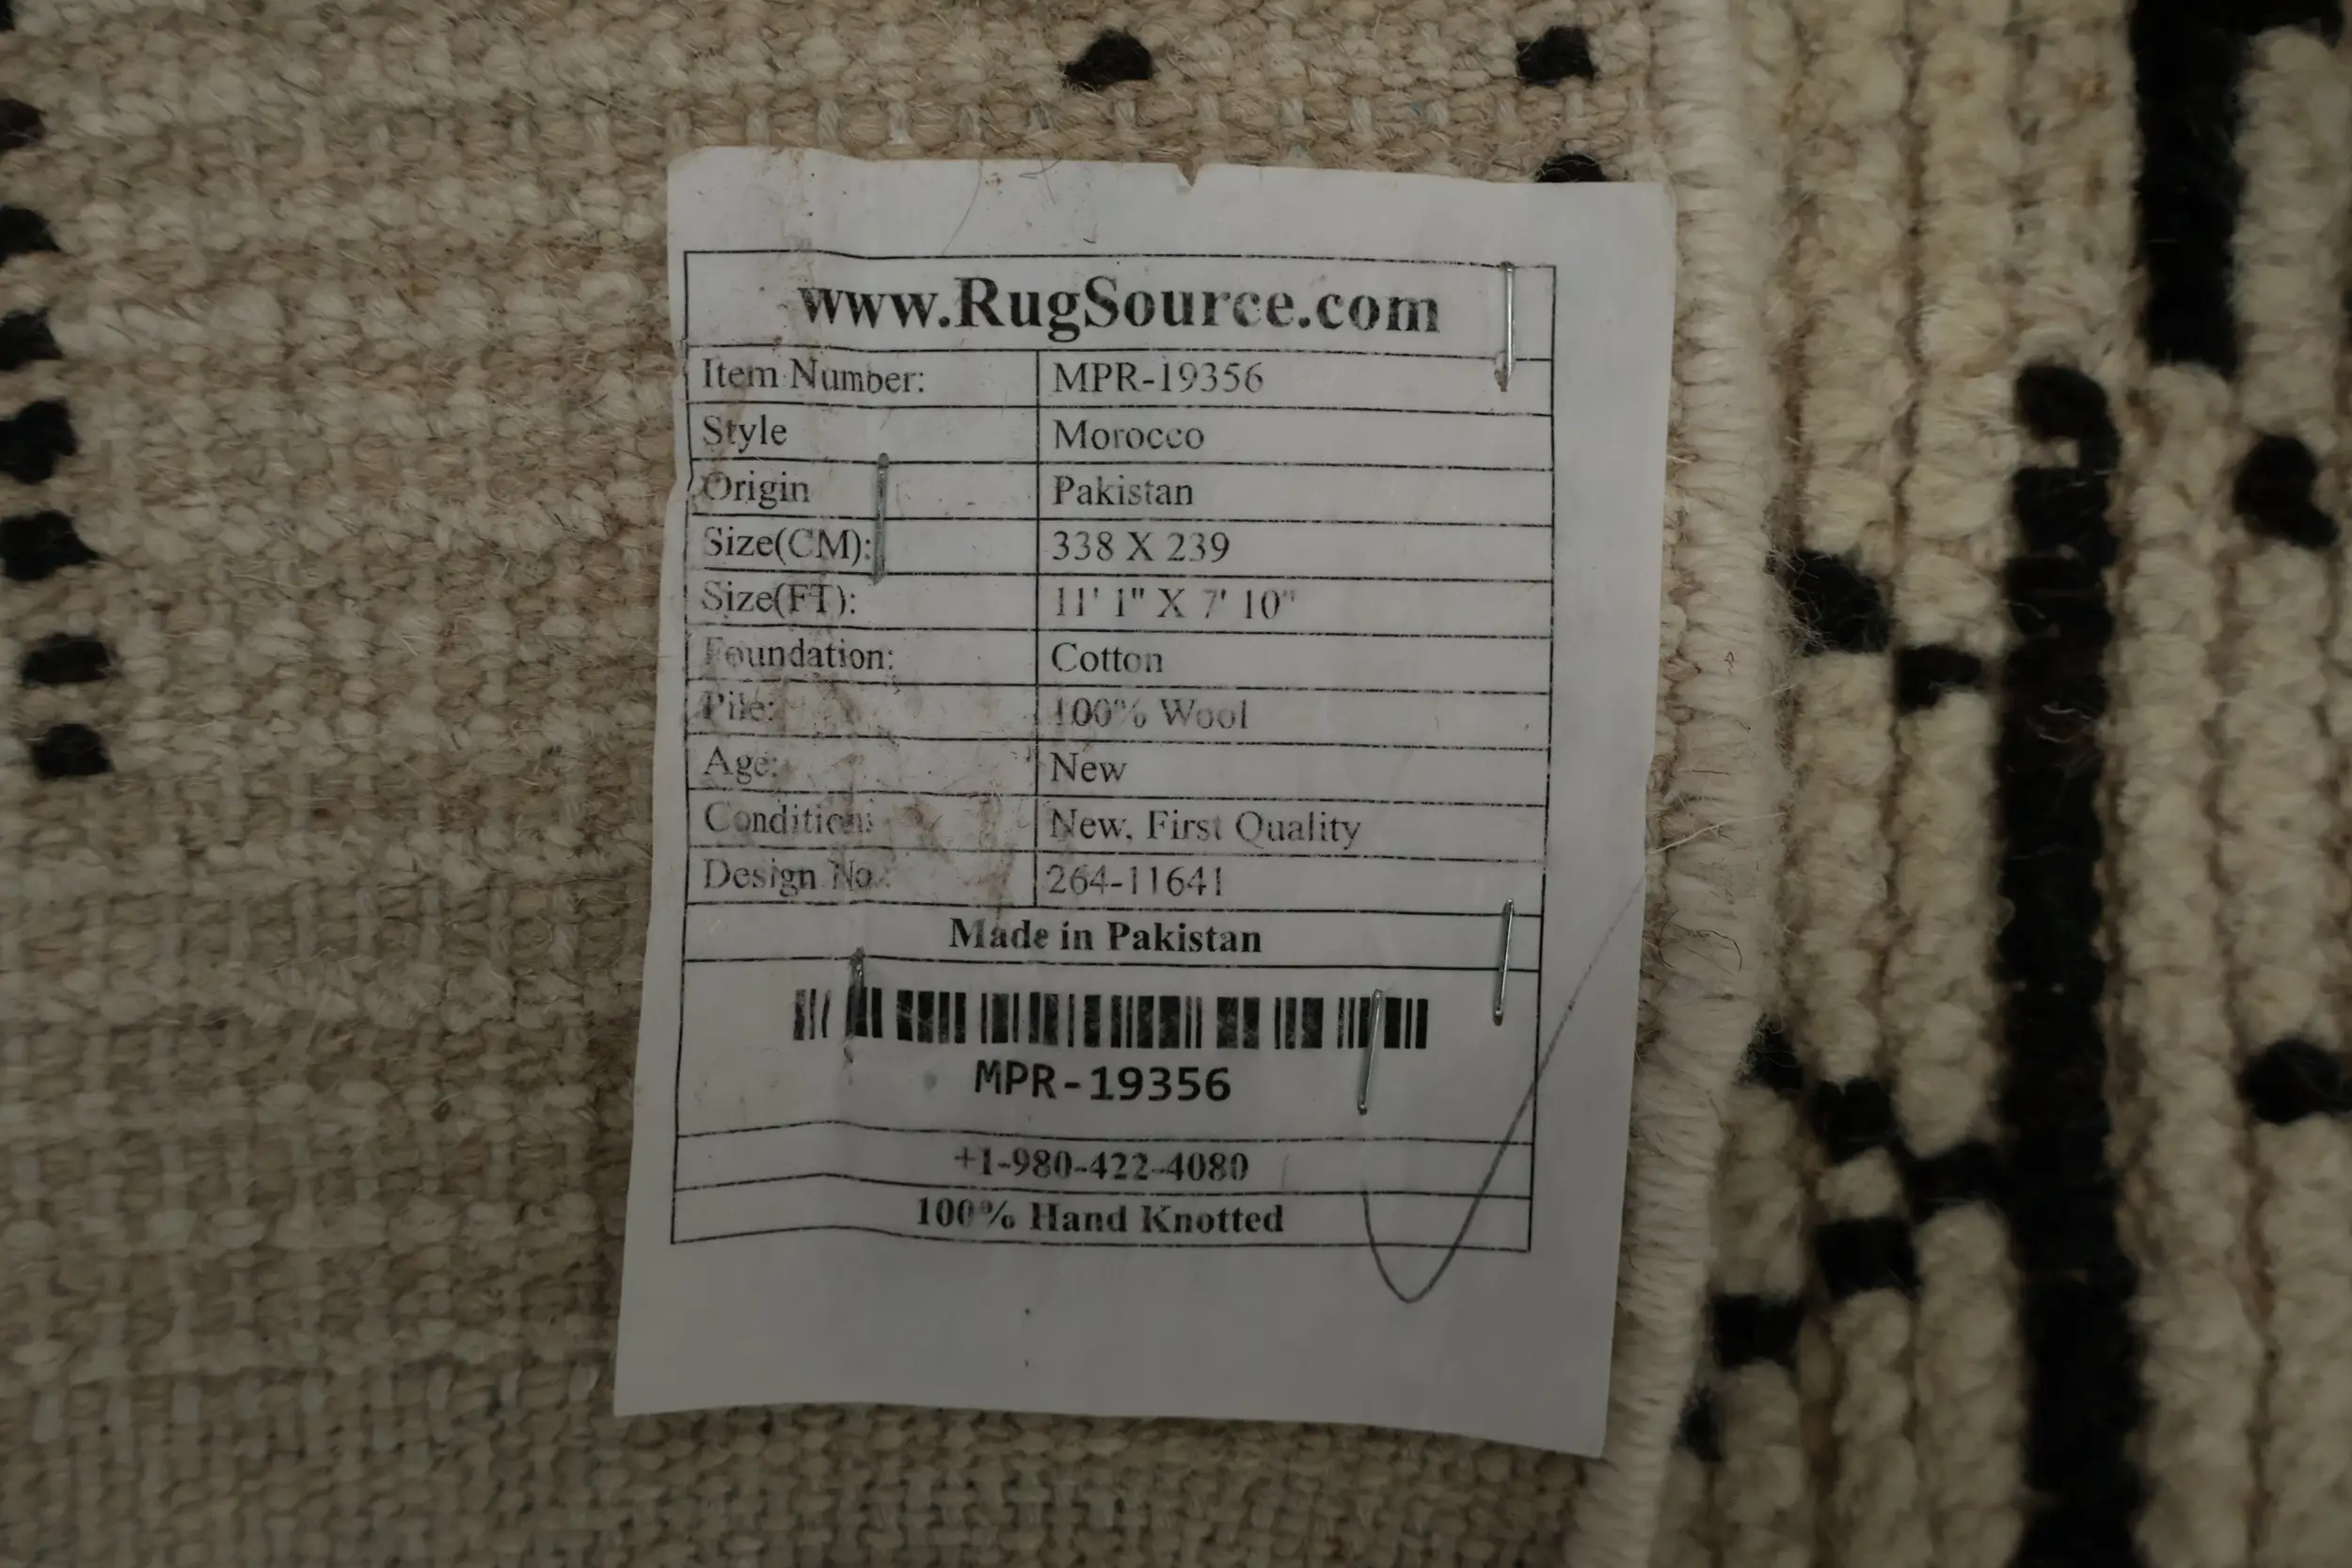 www.RugSource.com
Item Number: MPR-19356
Style Morocco
Origin Pakistan
Size(CM): 338 X 239
Size(FT): 11' 1" X 7' 10"
Foundation: Cotton
Pile: 100% Wool
Age: New
Condition: New, First Quality
Design No.: 264-11641
Made in Pakistan
MPR-19356
+1-980-422-4080
100% Hand Knotted